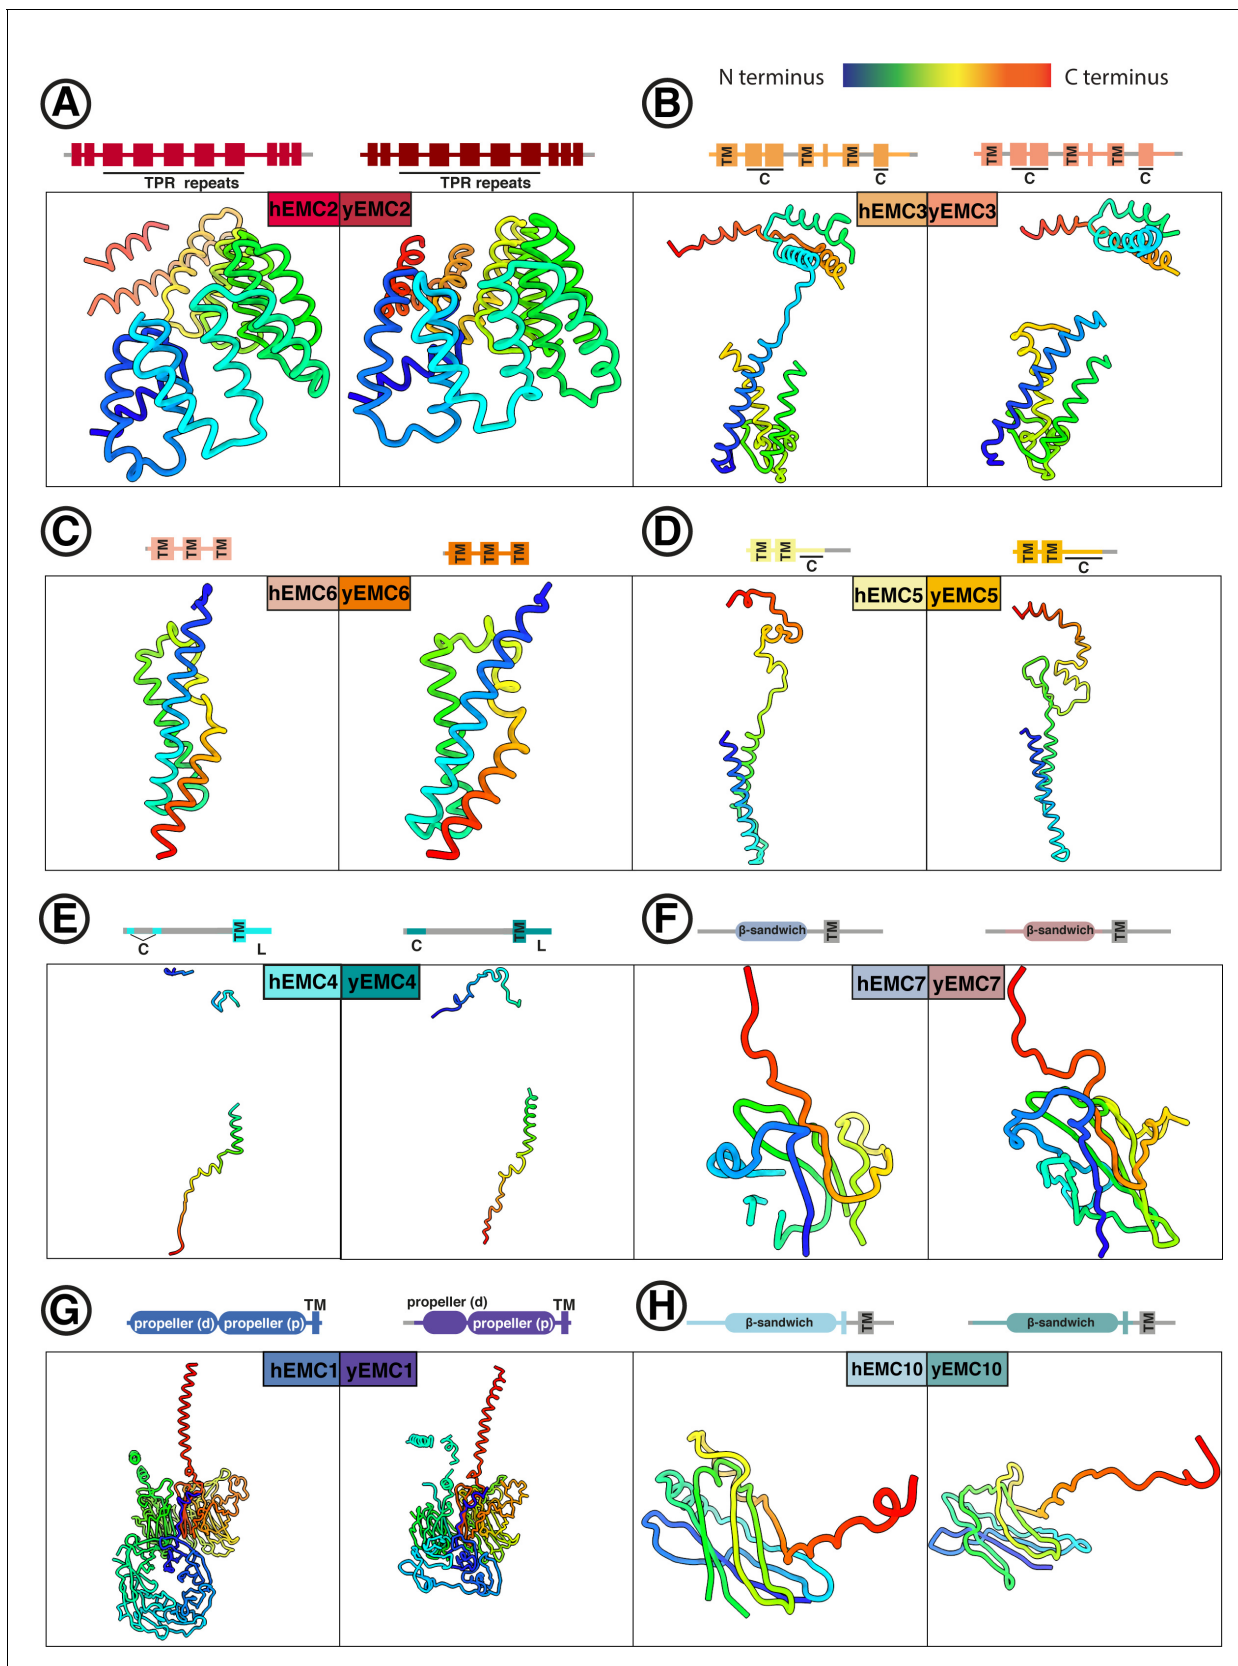 N terminus
C terminus
A
TPR repeats
TPR repeats
hEMC2 yEMC2
B
TM TM TM
C C
TM TM TM
C C
hEMC3 yEMC3
C
TM TM TM
TM TM TM
hEMC6 yEMC6
D
TM TM
C
TM TM
C
hEMC5 yEMC5
E
TM
C L
TM
C L
hEMC4 yEMC4
F
β-sandwich TM
β-sandwich TM
hEMC7 yEMC7
G
TM
propeller (d) propeller (p)
propeller (d) TM
propeller (p)
hEMC1 yEMC1
H
β-sandwich TM
β-sandwich TM
hEMC10 yEMC10